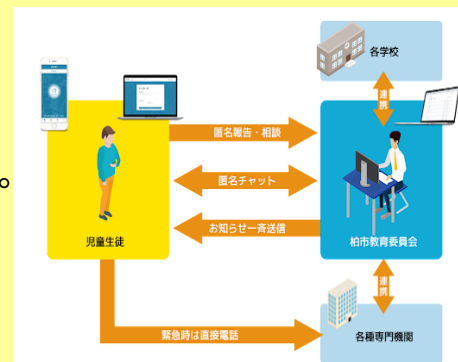 各学校
連携
匿名報告・相談
匿名チャット
お知らせ一斉送信
児童生徒
柏市教育委員会
連携
緊急時は直接電話
各種専門機関
。